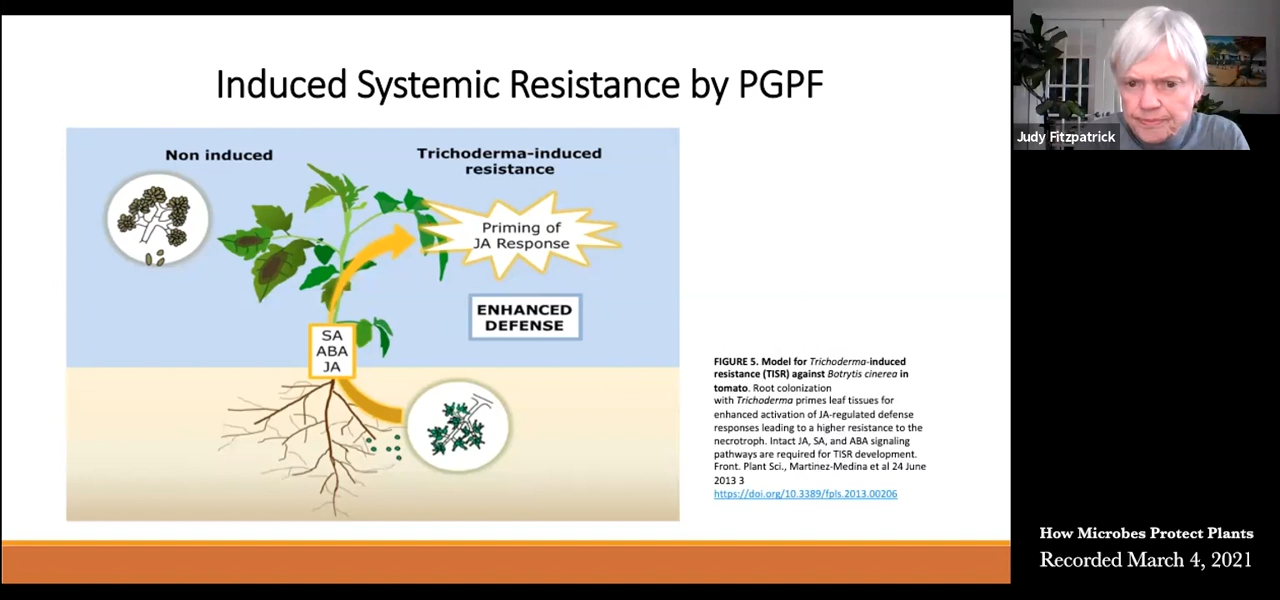 Induced Systemic Resistance by PGPF
Non induced
Trichoderma-induced
resistance
Priming of
JA Response
ENHANCED
DEFENSE
SA
ABA
JA
FIGURE 5. Model for Trichoderma-induced
resistance (TISR) against Botrytis cinerea in
tomato. Root colonization
with Trichoderma primes leaf tissues for
enhanced activation of JA-regulated defense
responses leading to a higher resistance to the
necrotroph. Intact JA, SA, and ABA signaling
pathways are required for TISR development.
Front. Plant Sci., Martinez-Medina et al 24 June
2013 3
https://doi.org/10.3389/fpls.2013.00206
Judy Fitzpatrick
How Microbes Protect Plants
Recorded March 4, 2021